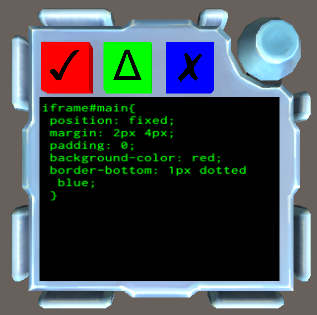 ✓ Δ ✗
iframe#main{
position: fixed;
margin: 2px 4px;
padding: 0;
background-color: red;
border-bottom: 1px dotted
blue;
}